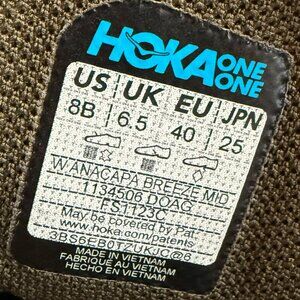 HOKA ONE ONE
US UK EU JPN
8B 6.5 40 25
W ANACAPA BREEZE MID
1134506 DOAG
FS1123C
May be covered by Pat.
www.hoka.com/patents
MADE IN VIETNAM
FABRIQUÉ AU VIETNAM
HECHO EN VIETNAM